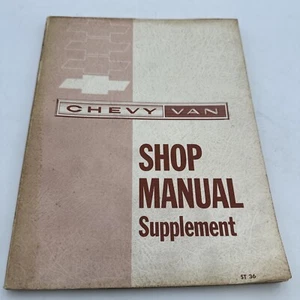 CHEVY VAN
SHOP
MANUAL
Supplement
ST 36